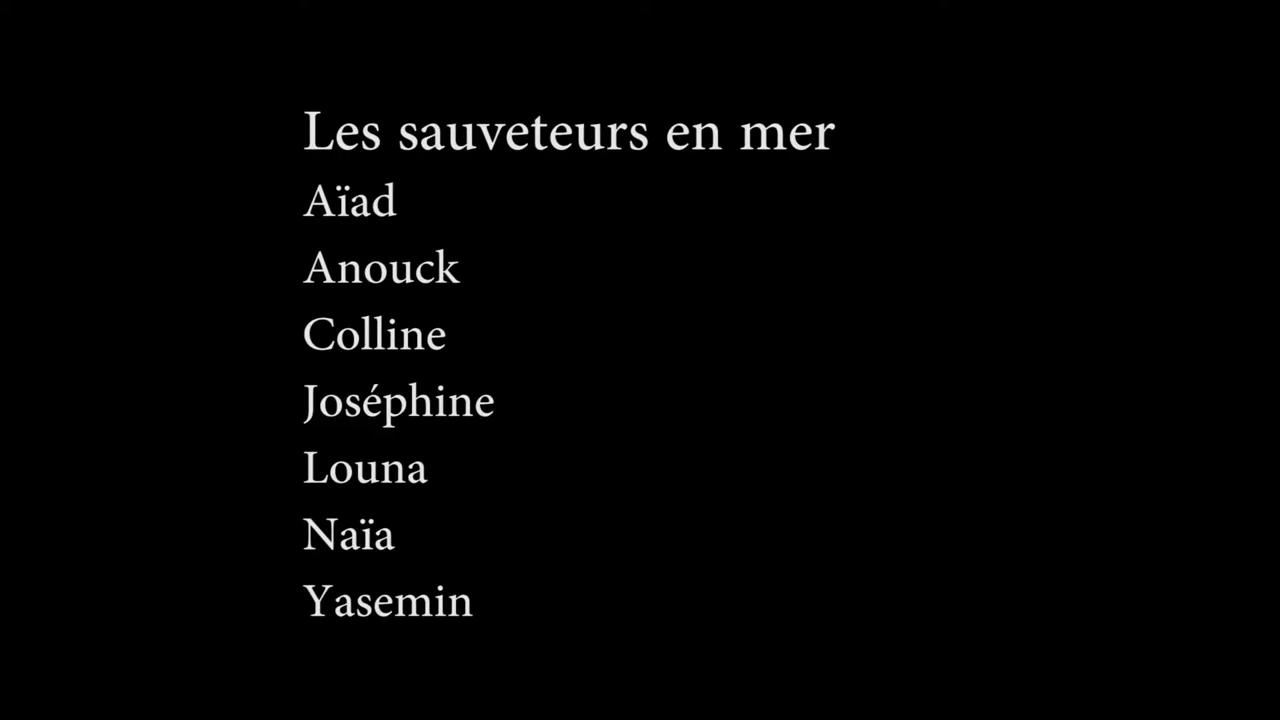 Les sauveteurs en mer
Aïad
Anouck
Colline
Joséphine
Louna
Naïa
Yasemin